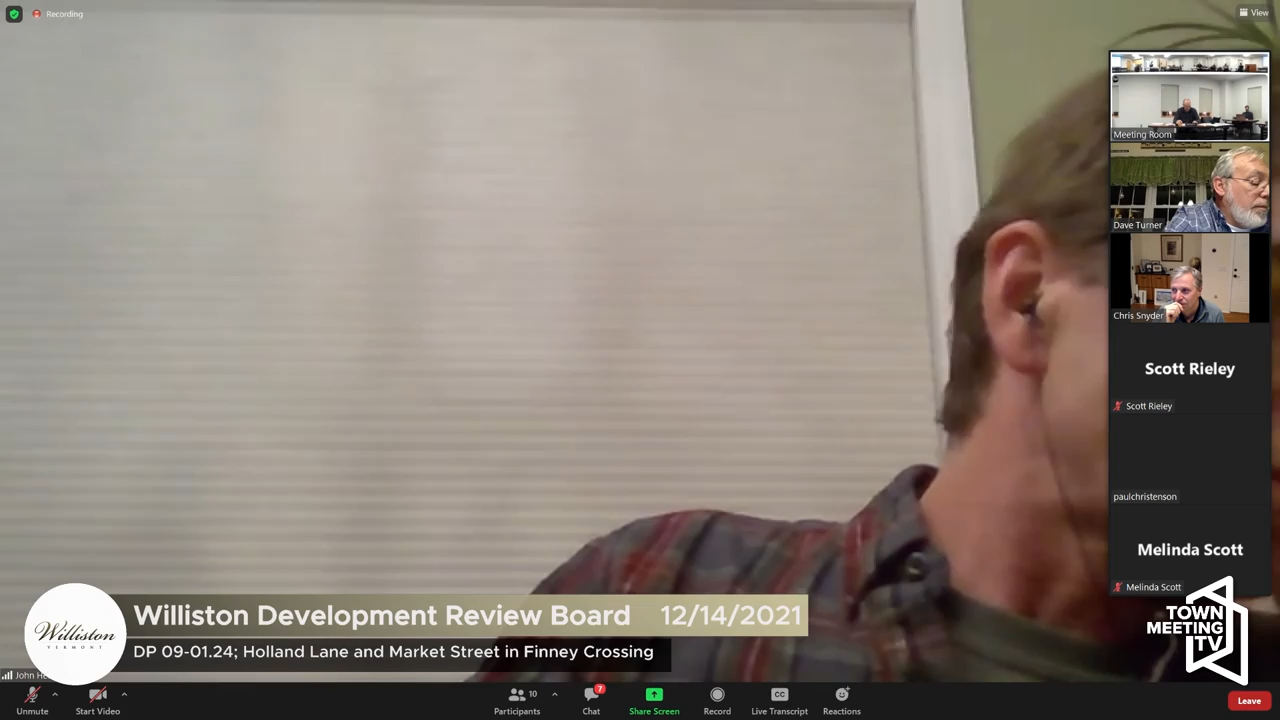 Recording
View
Meeting Room
Dave Turner
Chris Snyder
Scott Rieley
Scott Rieley
paulchristenson
Melinda Scott
Melinda Scott
TOWN
MEETING
TV
Williston
VERMONT
Williston Development Review Board 12/14/2021
DP 09-01.24; Holland Lane and Market Street in Finney Crossing
John
Unmute
Start Video
Participants
10
Chat
7
Share Screen
Record
CC
Live Transcript
Reactions
Leave